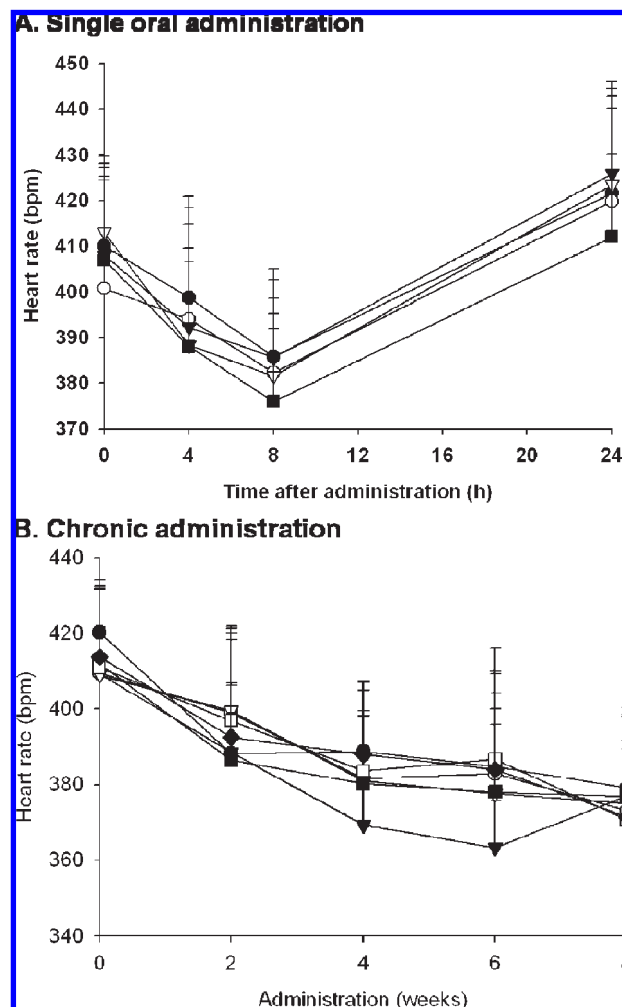 A. Single oral administration
450
440
430
420
410
400
390
380
370
Heart rate (bpm)
0 4 8 12 16 20 24
Time after administration (h)
B. Chronic administration
440
420
400
380
360
340
Heart rate (bpm)
0 2 4 6
Administration (weeks)